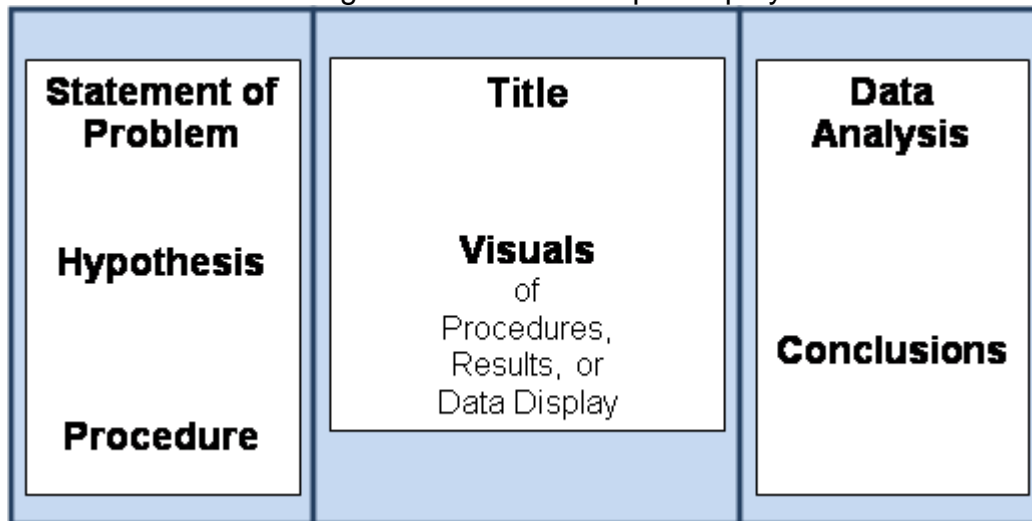 Statement of
Problem
Hypothesis
Procedure
Title
Visuals
of
Procedures,
Results, or
Data Display
Data
Analysis
Conclusions